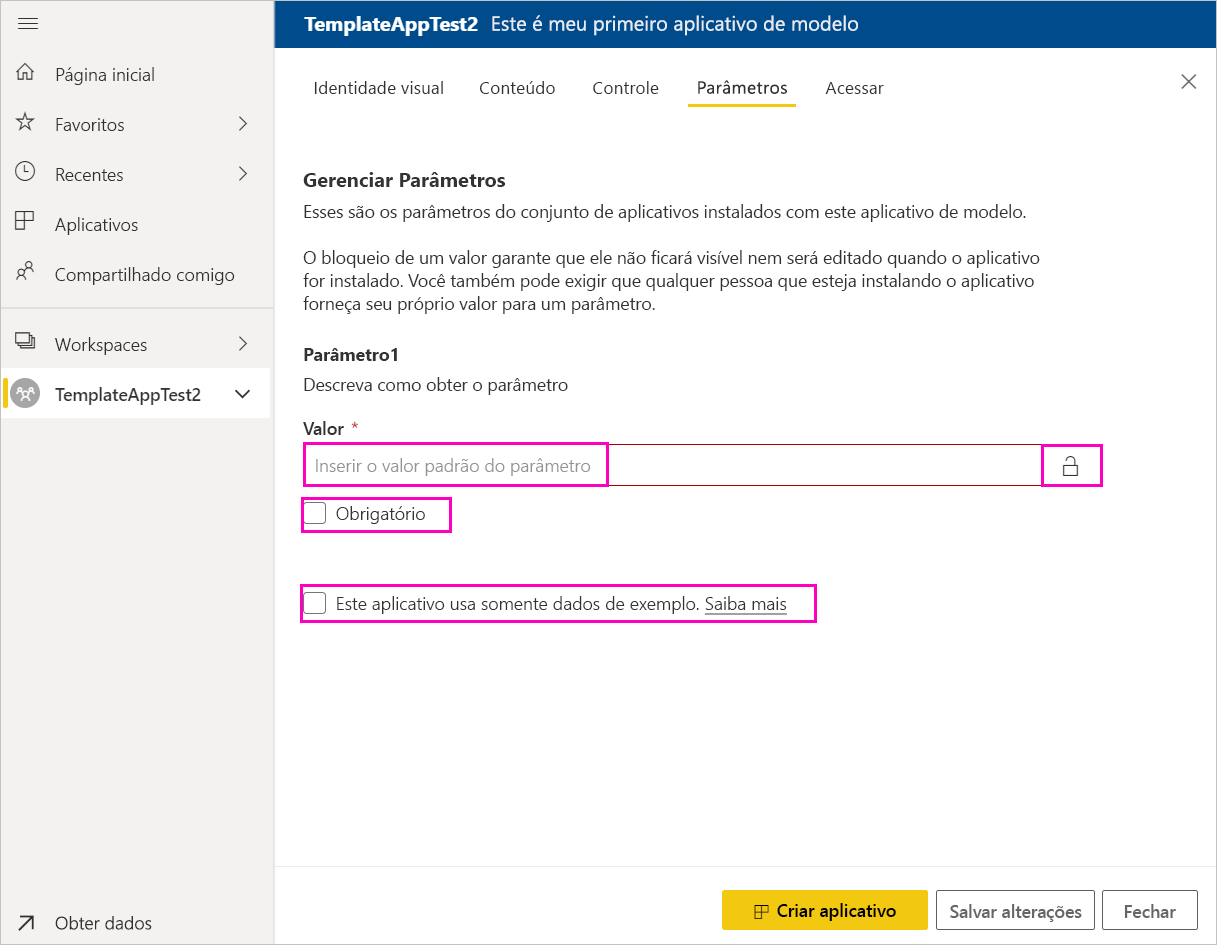 TemplateAppTest2 Este é meu primeiro aplicativo de modelo
Página inicial
Favoritos
Recentes
Aplicativos
Compartilhado comigo
Workspaces
TemplateAppTest2
Obter dados
Identidade visual Conteúdo Controle Parâmetros Acessar
Gerenciar Parâmetros
Esses são os parâmetros do conjunto de aplicativos instalados com este aplicativo de modelo.
O bloqueio de um valor garante que ele não ficará visível nem será editado quando o aplicativo
for instalado. Você também pode exigir que qualquer pessoa que esteja instalando o aplicativo
forneça seu próprio valor para um parâmetro.
Parâmetro1
Descreva como obter o parâmetro
Valor *
Inserir o valor padrão do parâmetro
Obrigatório
Este aplicativo usa somente dados de exemplo. Saiba mais
Criar aplicativo Salvar alterações Fechar